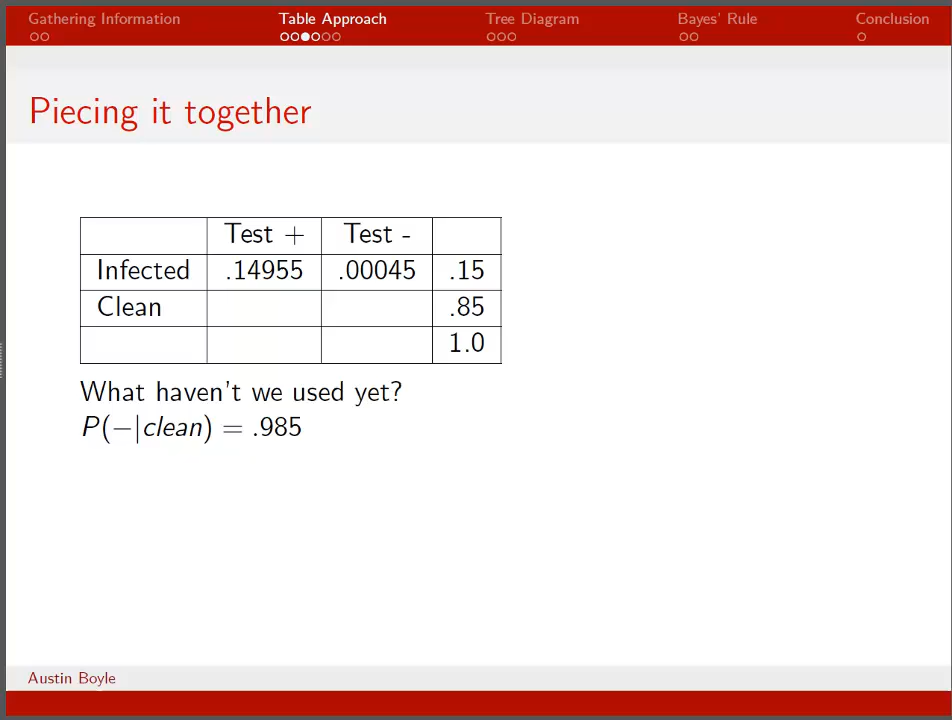 Gathering Information Table Approach Tree Diagram Bayes' Rule Conclusion
Piecing it together
Test + Test -
Infected .14955 .00045 .15
Clean .85
1.0
What haven't we used yet?
P(−|clean) = .985
Austin Boyle